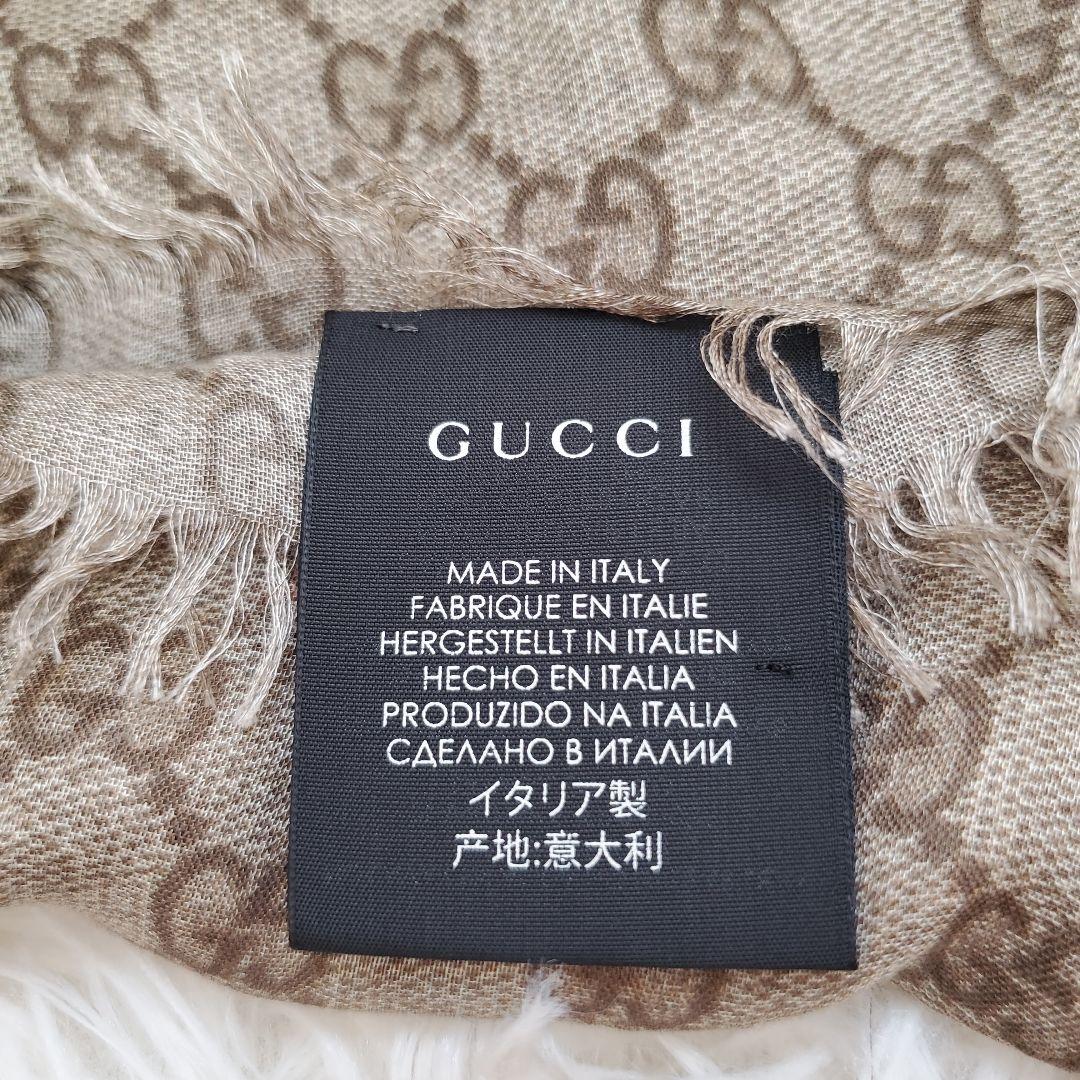 GUCCI
MADE IN ITALY
FABRIQUE EN ITALIE
HERGESTELLT IN ITALIEN
HECHO EN ITALIA
PRODUZIDO NA ITALIA
СДЕЛАНО В ИТАЛИИ
イタリア製
产地:意大利